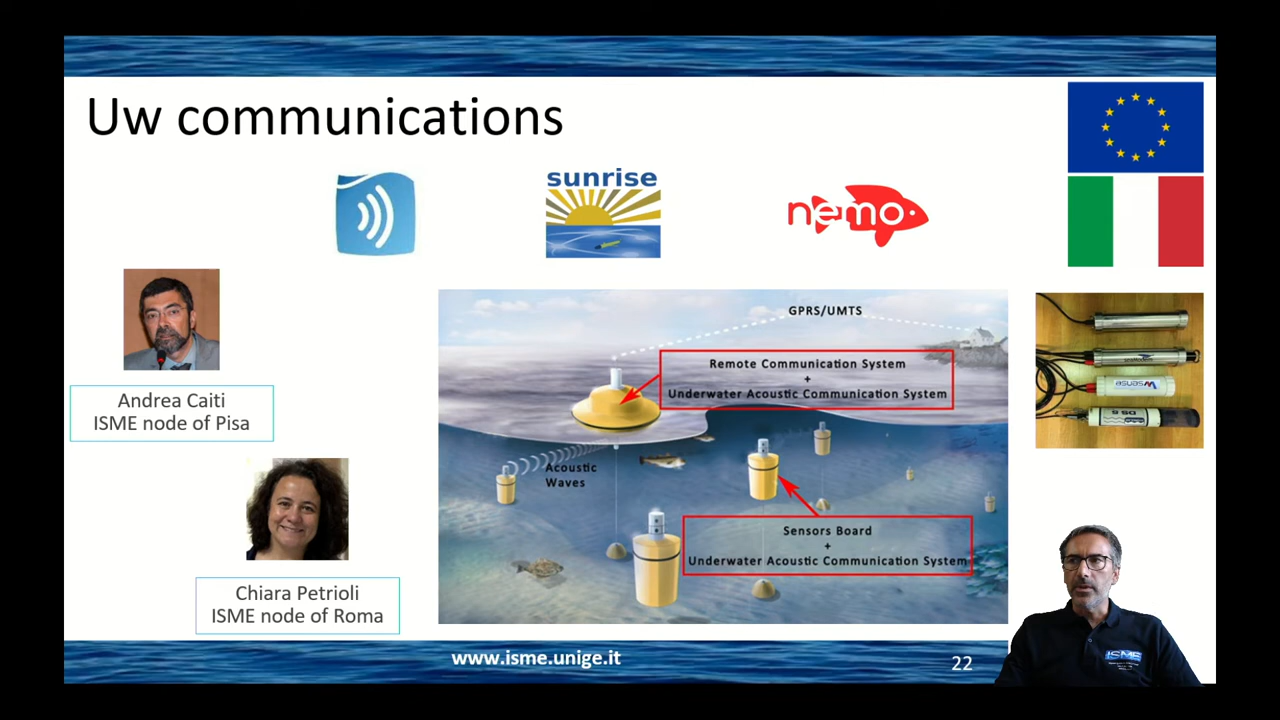 Uw communications
sunrise
nemo
GPRS/UMTS
Remote Communication System
+
Underwater Acoustic Communication System
Andrea Caiti
ISME node of Pisa
Acoustic
Waves
Sensors Board
+
Underwater Acoustic Communication System
Chiara Petrioli
ISME node of Roma
wsense
ISME
www.isme.unige.it
22